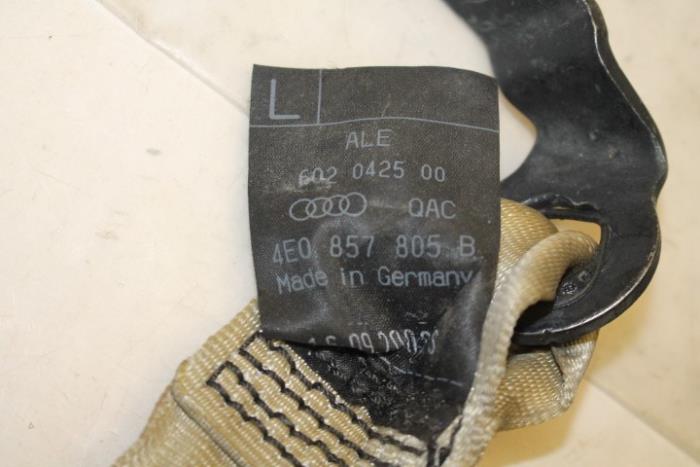 L
ALE
602 0425 00
QAC
4E0 857 805 B
Made in Germany